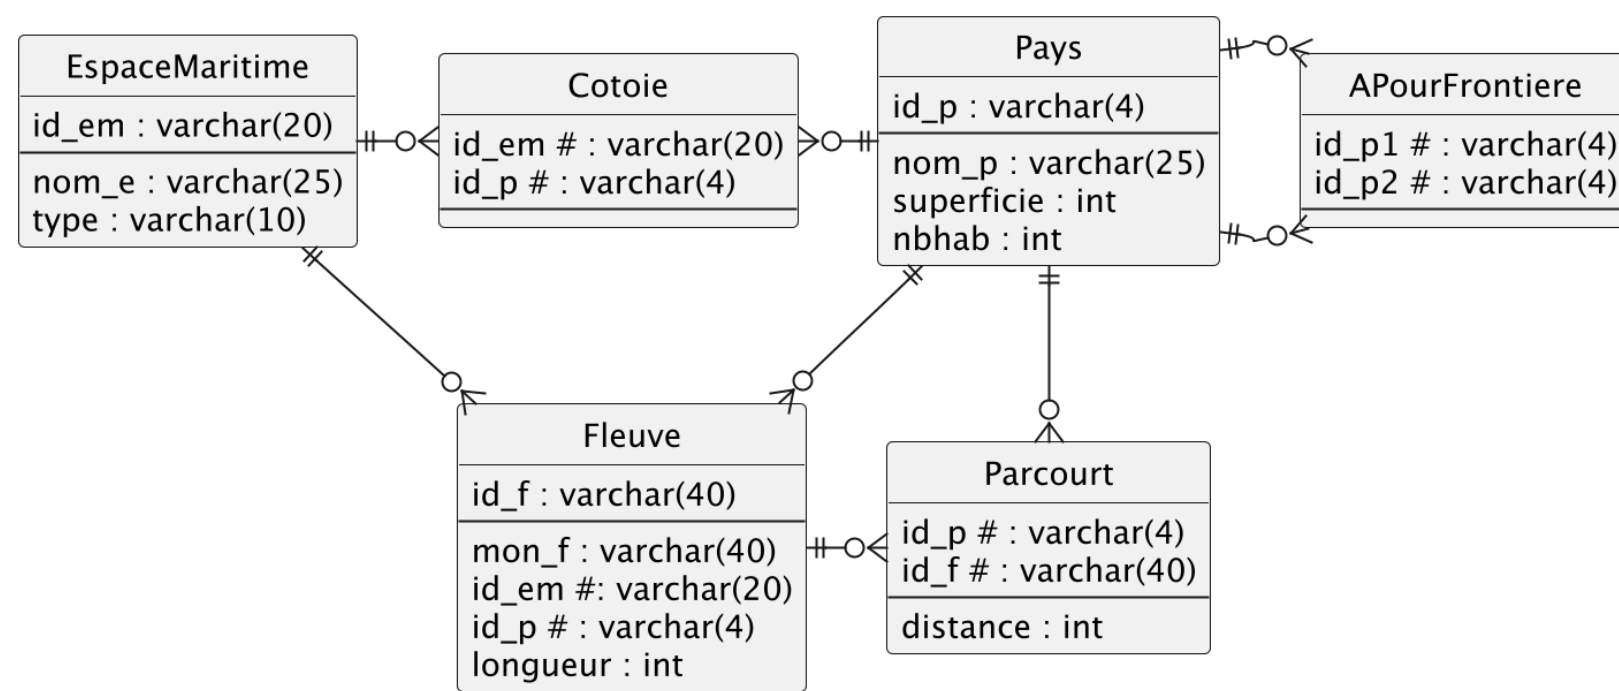 EspaceMaritime
id_em : varchar(20)
nom_e : varchar(25)
type : varchar(10)
Cotoie
id_em # : varchar(20)
id_p # : varchar(4)
Pays
id_p : varchar(4)
nom_p : varchar(25)
superficie : int
nbhab : int
APourFrontiere
id_p1 # : varchar(4)
id_p2 # : varchar(4)
Fleuve
id_f : varchar(40)
mon_f : varchar(40)
id_em #: varchar(20)
id_p # : varchar(4)
longueur : int
Parcourt
id_p # : varchar(4)
id_f # : varchar(40)
distance : int